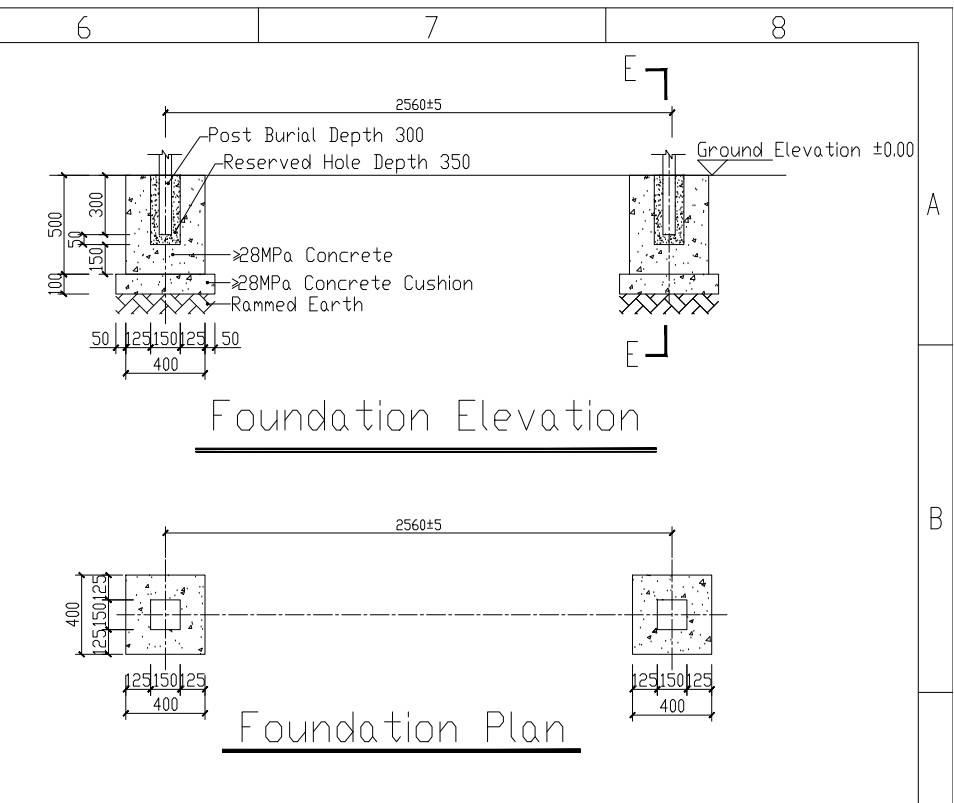 6 7 8
E
2560±5
Post Burial Depth 300
Ground Elevation ±0.00
Reserved Hole Depth 350
A
500 300
50
150
≥28MPa Concrete
100
≥28MPa Concrete Cushion
Rammed Earth
50 125 150 125 50
E
400
Foundation Elevation
B
2560±5
400 125 150 125
125 150 125
125 150 125
400
400
Foundation Plan